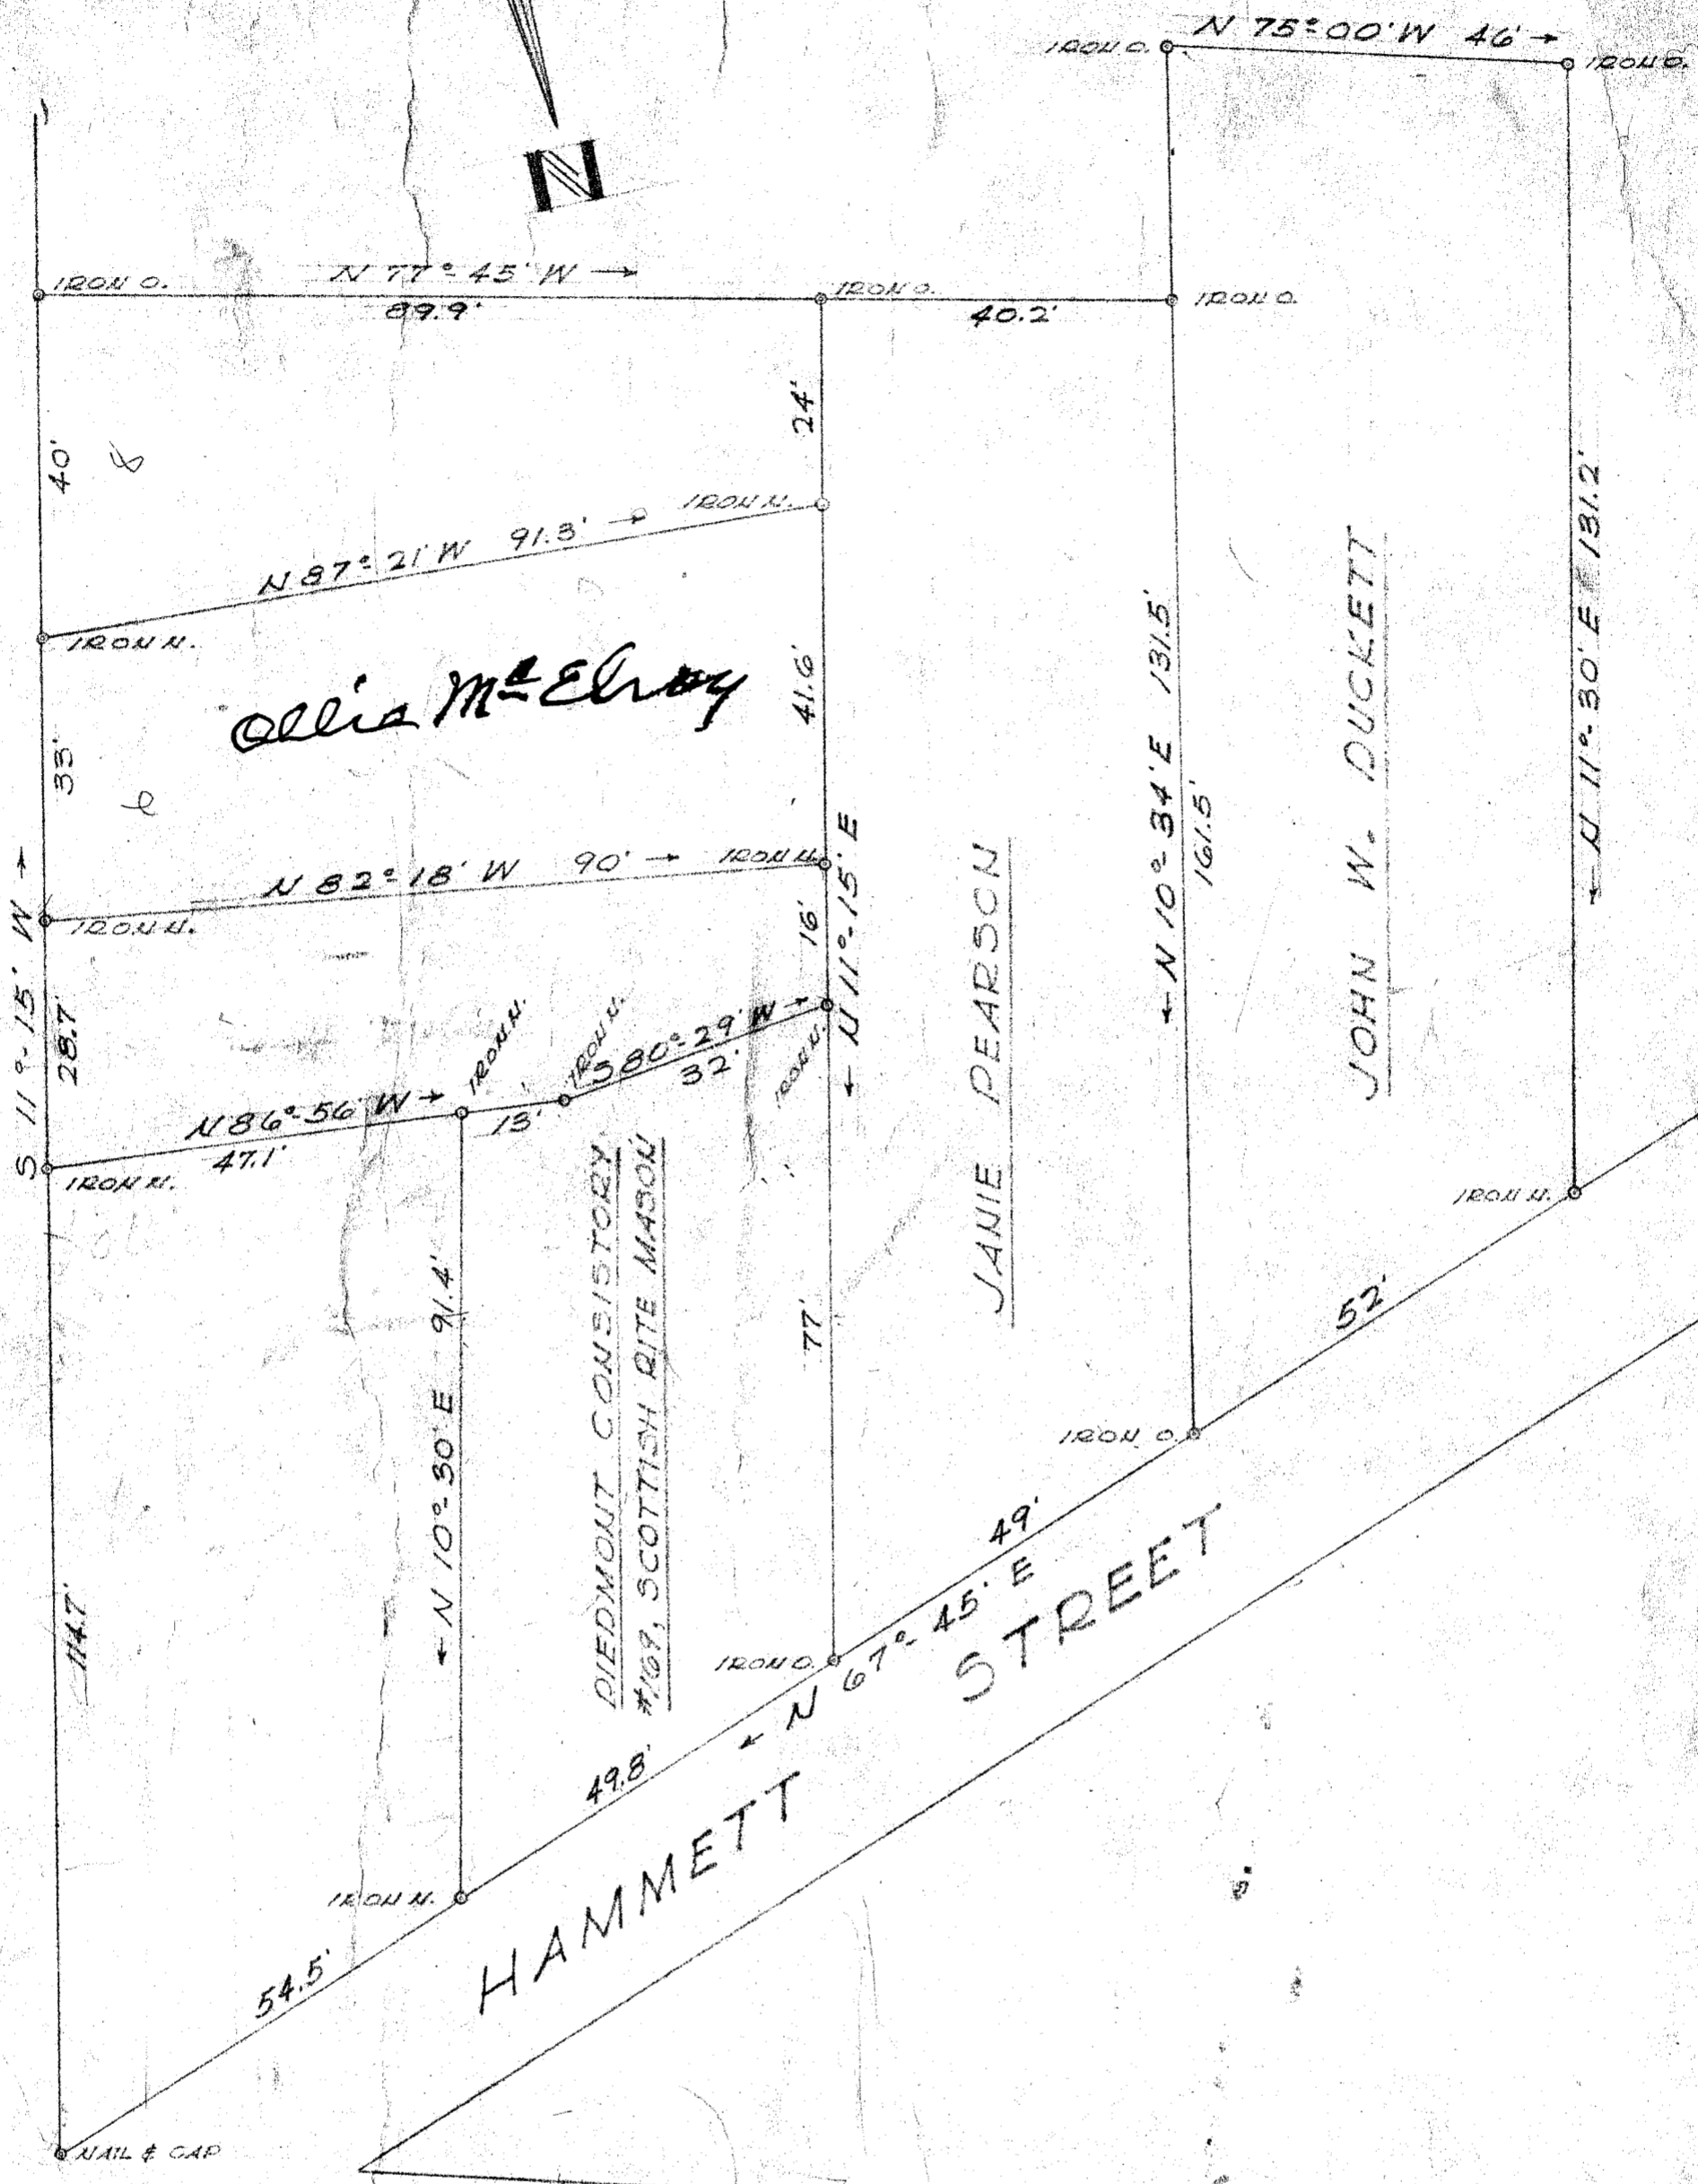 N 75°-00' W 46' →
IRON O.
IRON O.
N
IRON O.
N 77°-45' W →
89.9'
IRON O.
40.2'
IRON O.
24'
40'
8
N 87°-21' W 91.3' →
IRON N.
IRON N.
Ollie McElroy
41.6'
33'
6
N 82°-18' W 90' →
IRON N.
IRON N.
S 11°-15' W →
28.7'
16'
← N 11°-15' E
N 86°-56' W →
47.1'
IRON N.
IRON N.
13'
IRON N.
S 80°-29' W →
32'
IRON N.
JANIE PEARSON
← N 10°-34' E 131.5'
161.5'
JOHN W. DUCKETT
← N 11°-30' E 131.2'
IRON N.
114.7'
← N 10°-30' E 91.4'
PIEDMONT CONSISTORY
#169, SCOTTISH RITE MASON
77'
52'
IRON O.
49'
IRON O.
← N 67°-45' E
49.8'
HAMMETT STREET
IRON N.
54.5'
NAIL & CAP